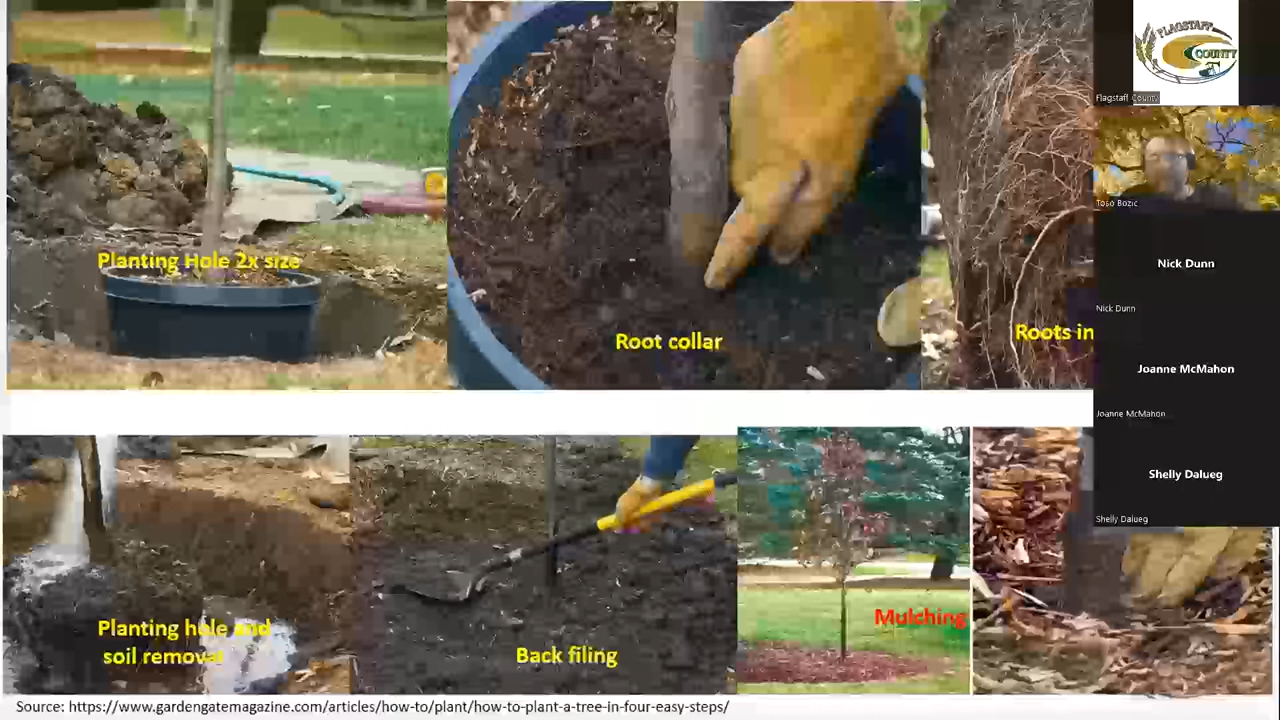 Planting Hole 2x size
Root collar
Roots in
Planting hole and
soil removal
Back filing
Mulching
Source: https://www.gardengatemagazine.com/articles/how-to/plant/how-to-plant-a-tree-in-four-easy-steps/
FLAGSTAFF
COUNTY
Flagstaff County
Toso Bozic
Nick Dunn
Nick Dunn
Joanne McMahon
Joanne McMahon
Shelly Dalueg
Shelly Dalueg